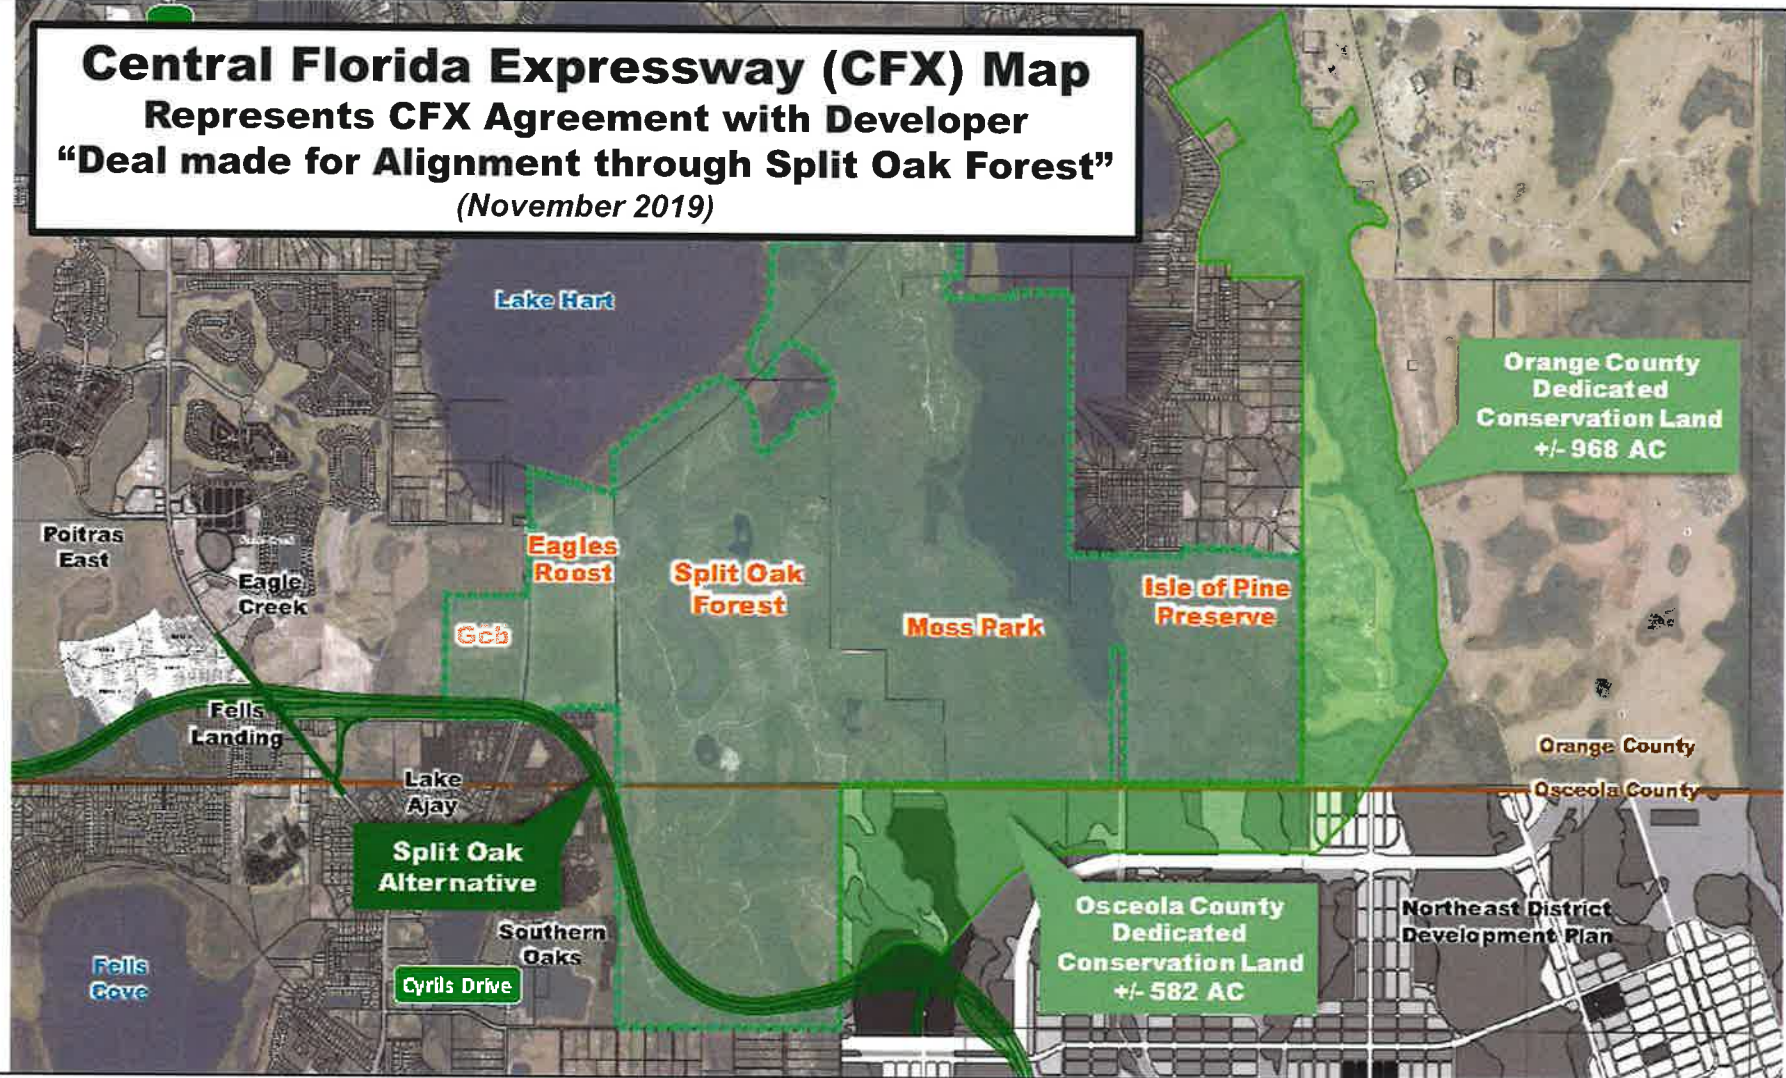 Central Florida Expressway (CFX) Map
Represents CFX Agreement with Developer
“Deal made for Alignment through Split Oak Forest”
(November 2019)
Lake Hart
Orange County
Dedicated
Conservation Land
+/- 968 AC
Poitras
East
Eagle
Creek
Eagles
Roost
Split Oak
Forest
Isle of Pine
Preserve
Gcb
Moss Park
Fells
Landing
Orange County
Osceola County
Lake
Ajay
Split Oak
Alternative
Southern
Oaks
Osceola County
Dedicated
Conservation Land
+/- 582 AC
Northeast District
Development Plan
Fells
Cove
Cyrils Drive